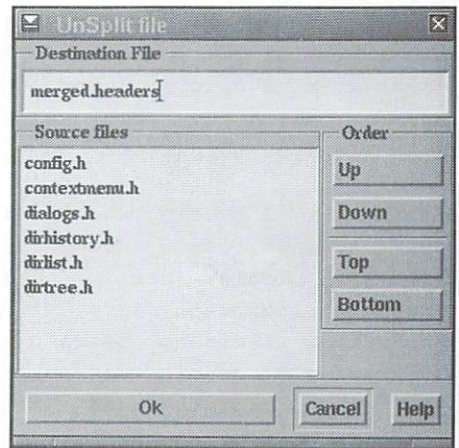 UnSplit file
Destination File
merged.headers
Source files
config.h
contextmenu.h
dialogs.h
dirhistory.h
dirlist.h
dirtree.h
Order
Up
Down
Top
Bottom
Ok
Cancel
Help